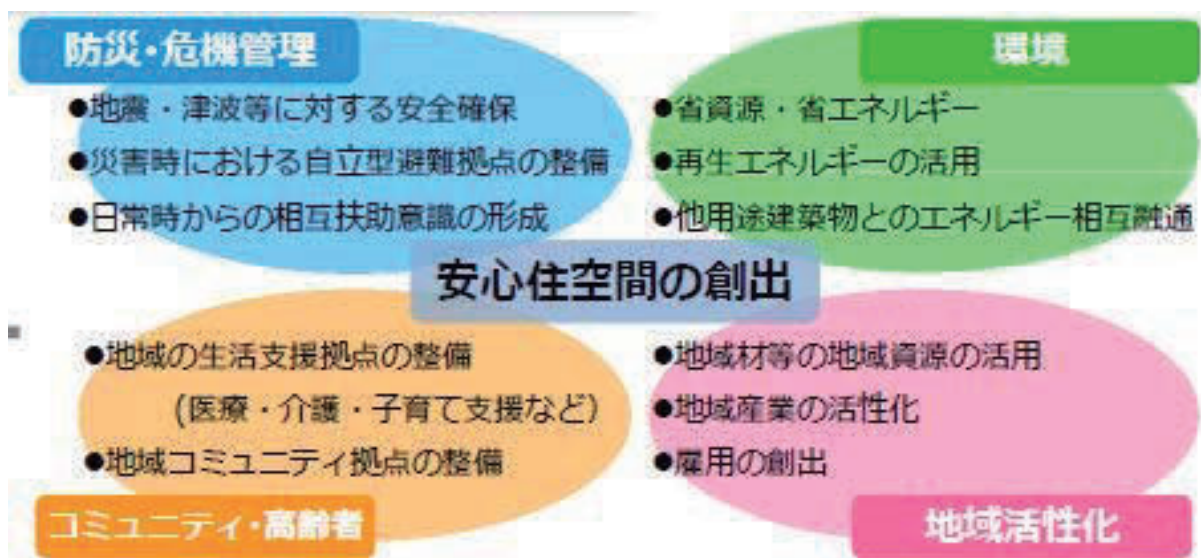 防災・危機管理
●地震・津波等に対する安全確保
●災害時における自立型避難拠点の整備
●日常時からの相互扶助意識の形成
環境
●省資源・省エネルギー
●再生エネルギーの活用
●他用途建築物とのエネルギー相互融通
安心住空間の創出
●地域の生活支援拠点の整備
(医療・介護・子育て支援など)
●地域コミュニティ拠点の整備
コミュニティ・高齢者
●地域材等の地域資源の活用
●地域産業の活性化
●雇用の創出
地域活性化